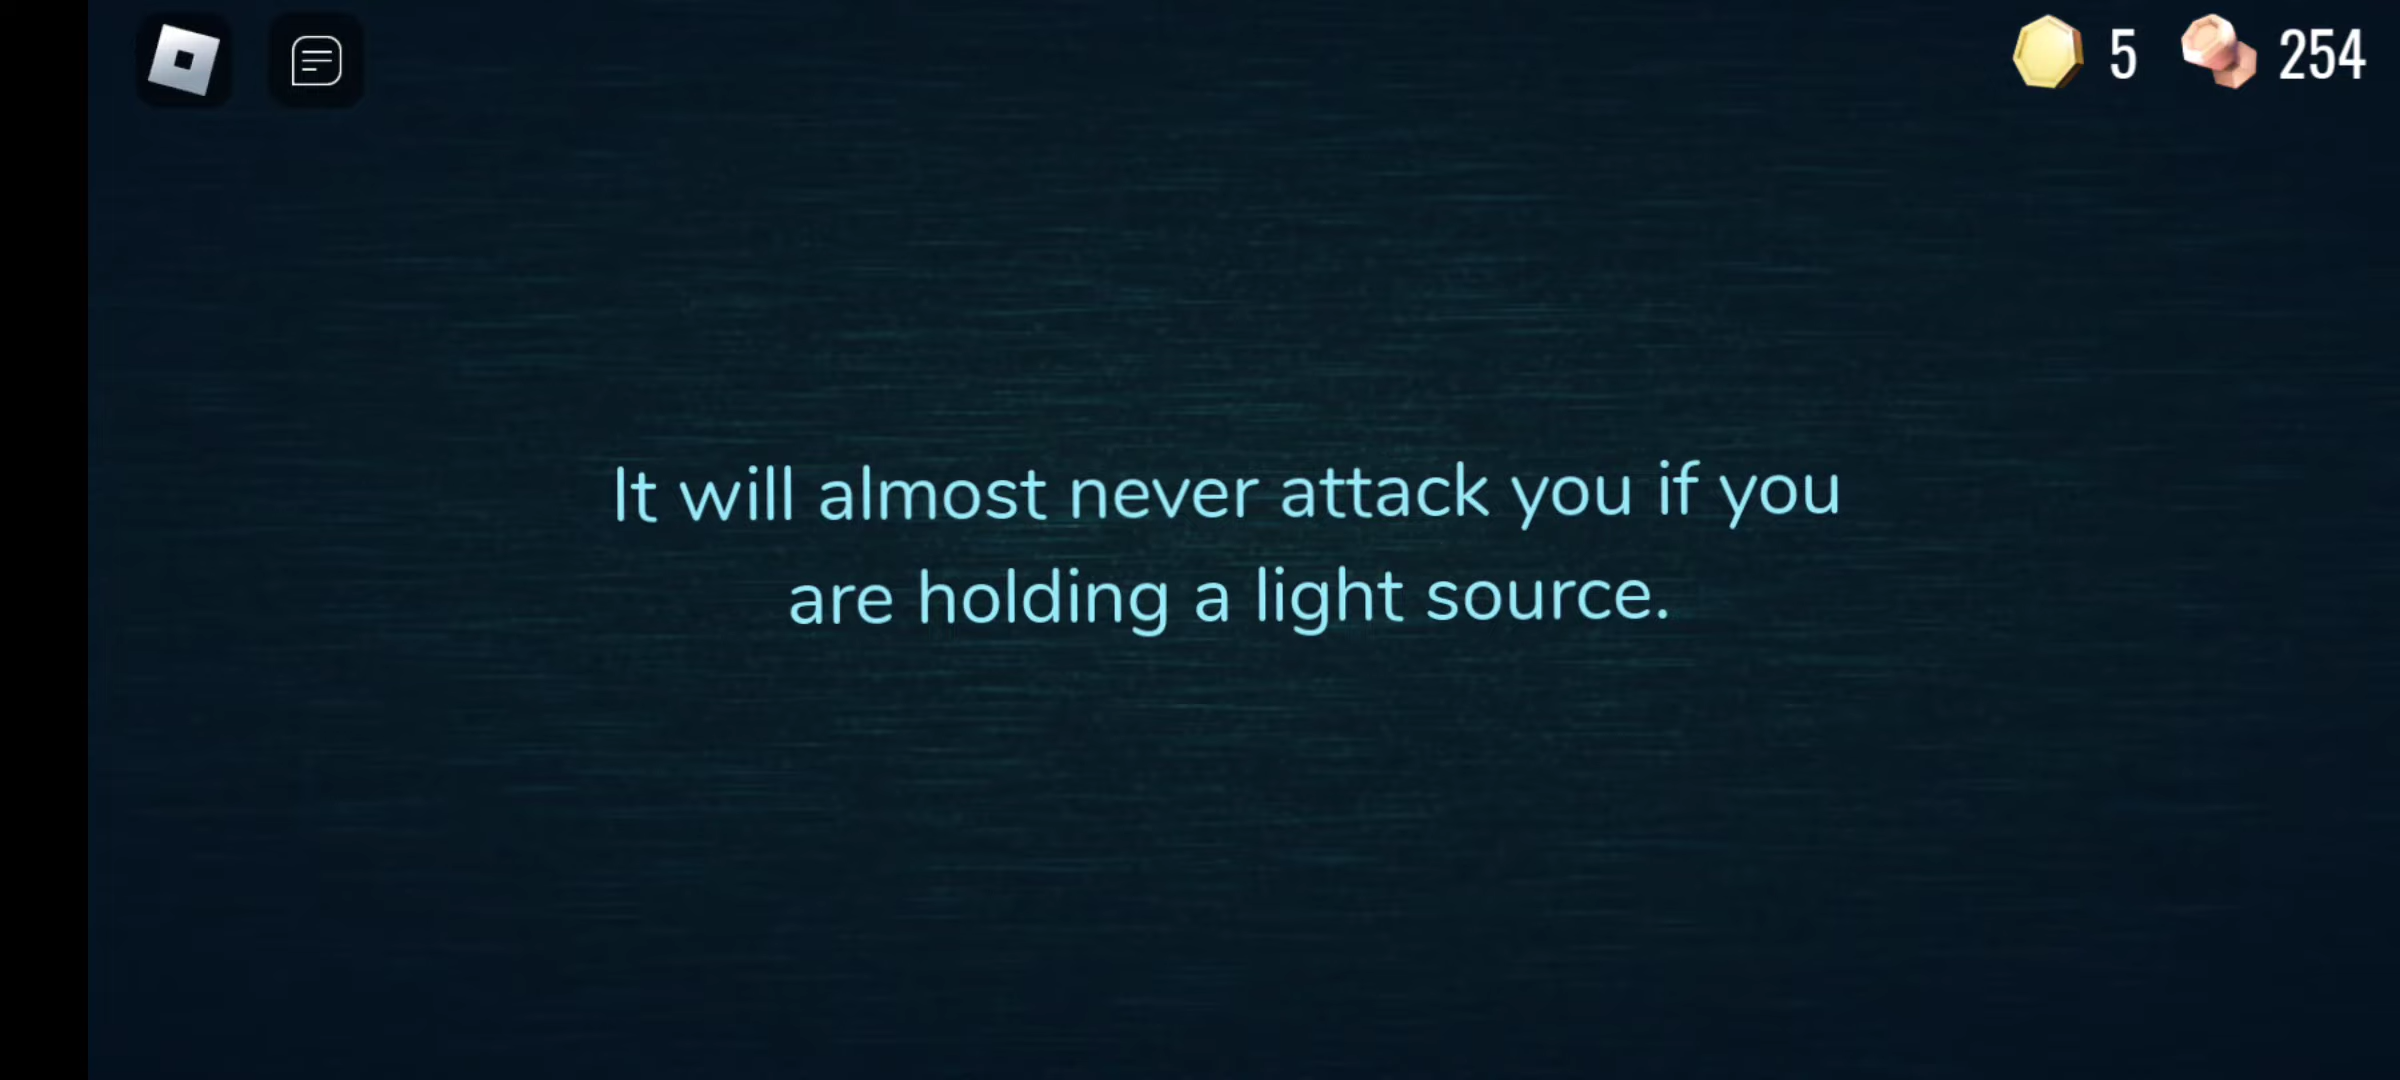 5 254
It will almost never attack you if you
are holding a light source.